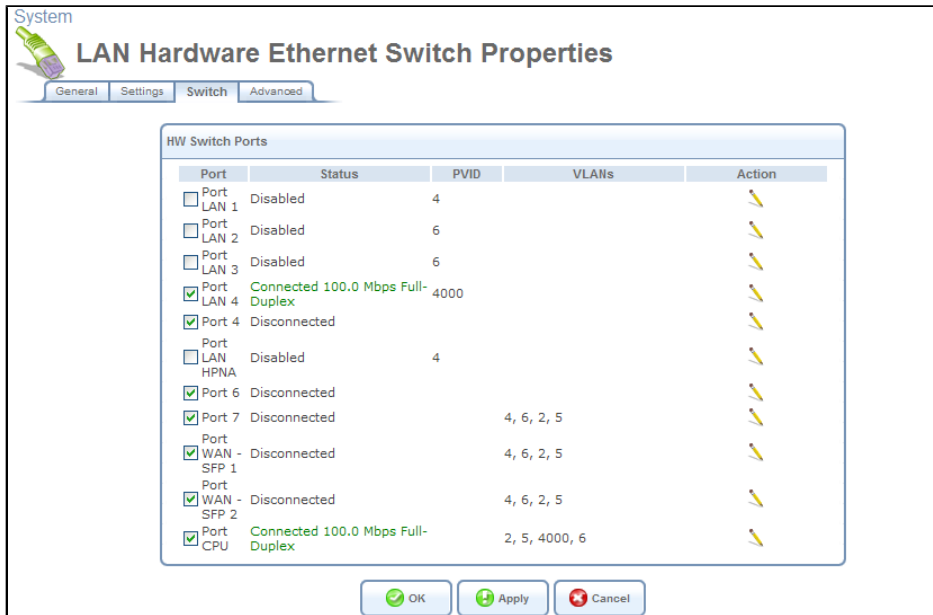 System
LAN Hardware Ethernet Switch Properties
General Settings Switch Advanced
HW Switch Ports
Port Status PVID VLANs Action
Port
LAN 1 Disabled 4
Port
LAN 2 Disabled 6
Port
LAN 3 Disabled 6
Port
LAN 4 Connected 100.0 Mbps Full-
Duplex 4000
Port 4 Disconnected
Port
LAN
HPNA Disabled 4
Port 6 Disconnected
Port 7 Disconnected 4, 6, 2, 5
Port
WAN -
SFP 1 Disconnected 4, 6, 2, 5
Port
WAN -
SFP 2 Disconnected 4, 6, 2, 5
Port
CPU Connected 100.0 Mbps Full-
Duplex 2, 5, 4000, 6
OK Apply Cancel